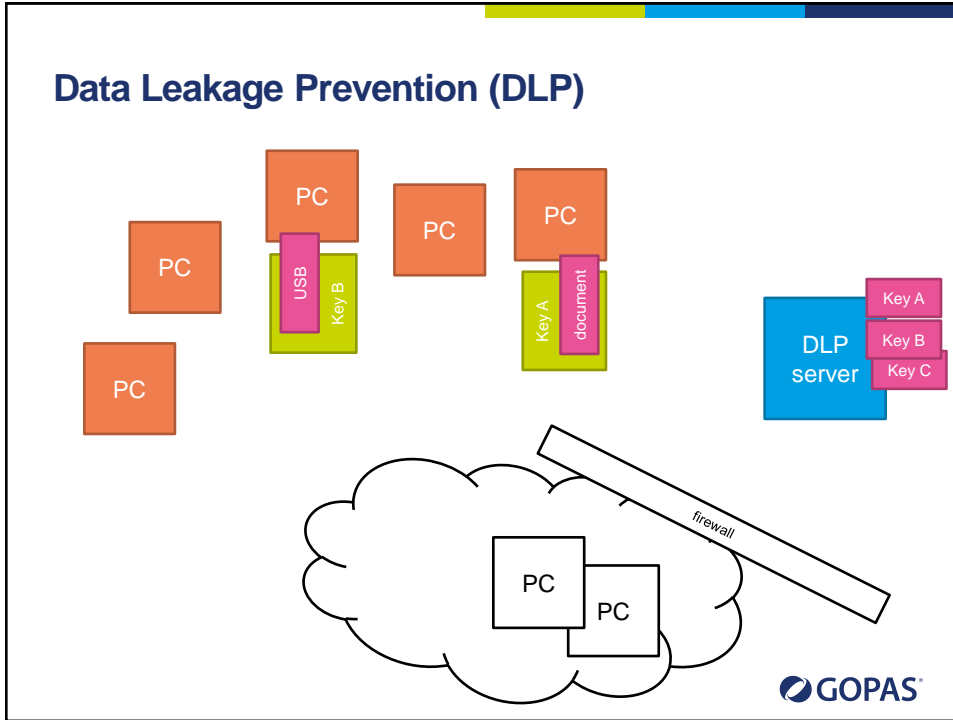 Data Leakage Prevention (DLP)
PC
PC
PC
PC
PC
USB
Key B
Key A
document
DLP
server
Key A
Key B
Key C
firewall
PC
PC
GOPAS